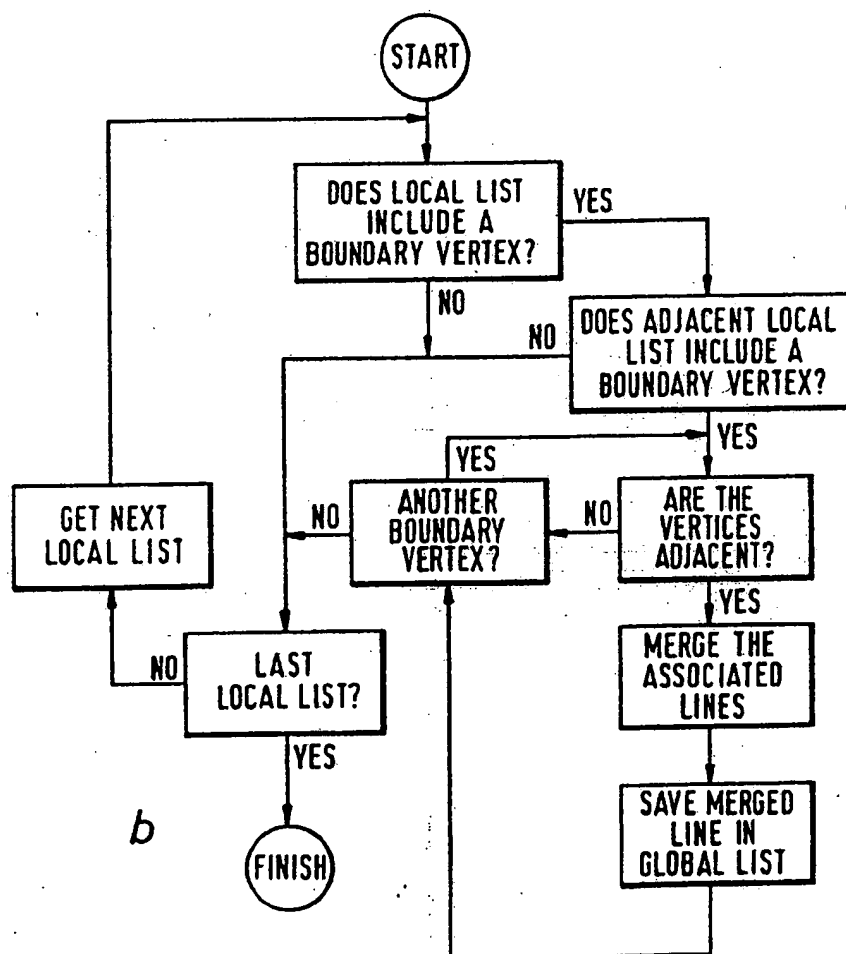 START
DOES LOCAL LIST
INCLUDE A
BOUNDARY VERTEX?
YES
NO
DOES ADJACENT LOCAL
LIST INCLUDE A
BOUNDARY VERTEX?
NO
YES
YES
GET NEXT
LOCAL LIST
NO
ANOTHER
BOUNDARY
VERTEX?
NO
ARE THE
VERTICES
ADJACENT?
YES
NO
LAST
LOCAL LIST?
MERGE THE
ASSOCIATED
LINES
YES
SAVE MERGED
LINE IN
GLOBAL LIST
b
FINISH